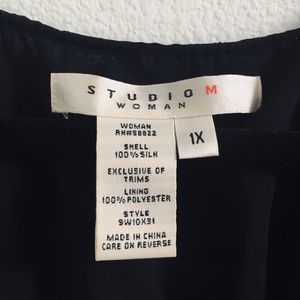 STUDIO M
WOMAN
WOMAN
RN#58822
SHELL
100% SILK
EXCLUSIVE OF
TRIMS
LINING
100% POLYESTER
STYLE
9W10X31
MADE IN CHINA
CARE ON REVERSE
1X